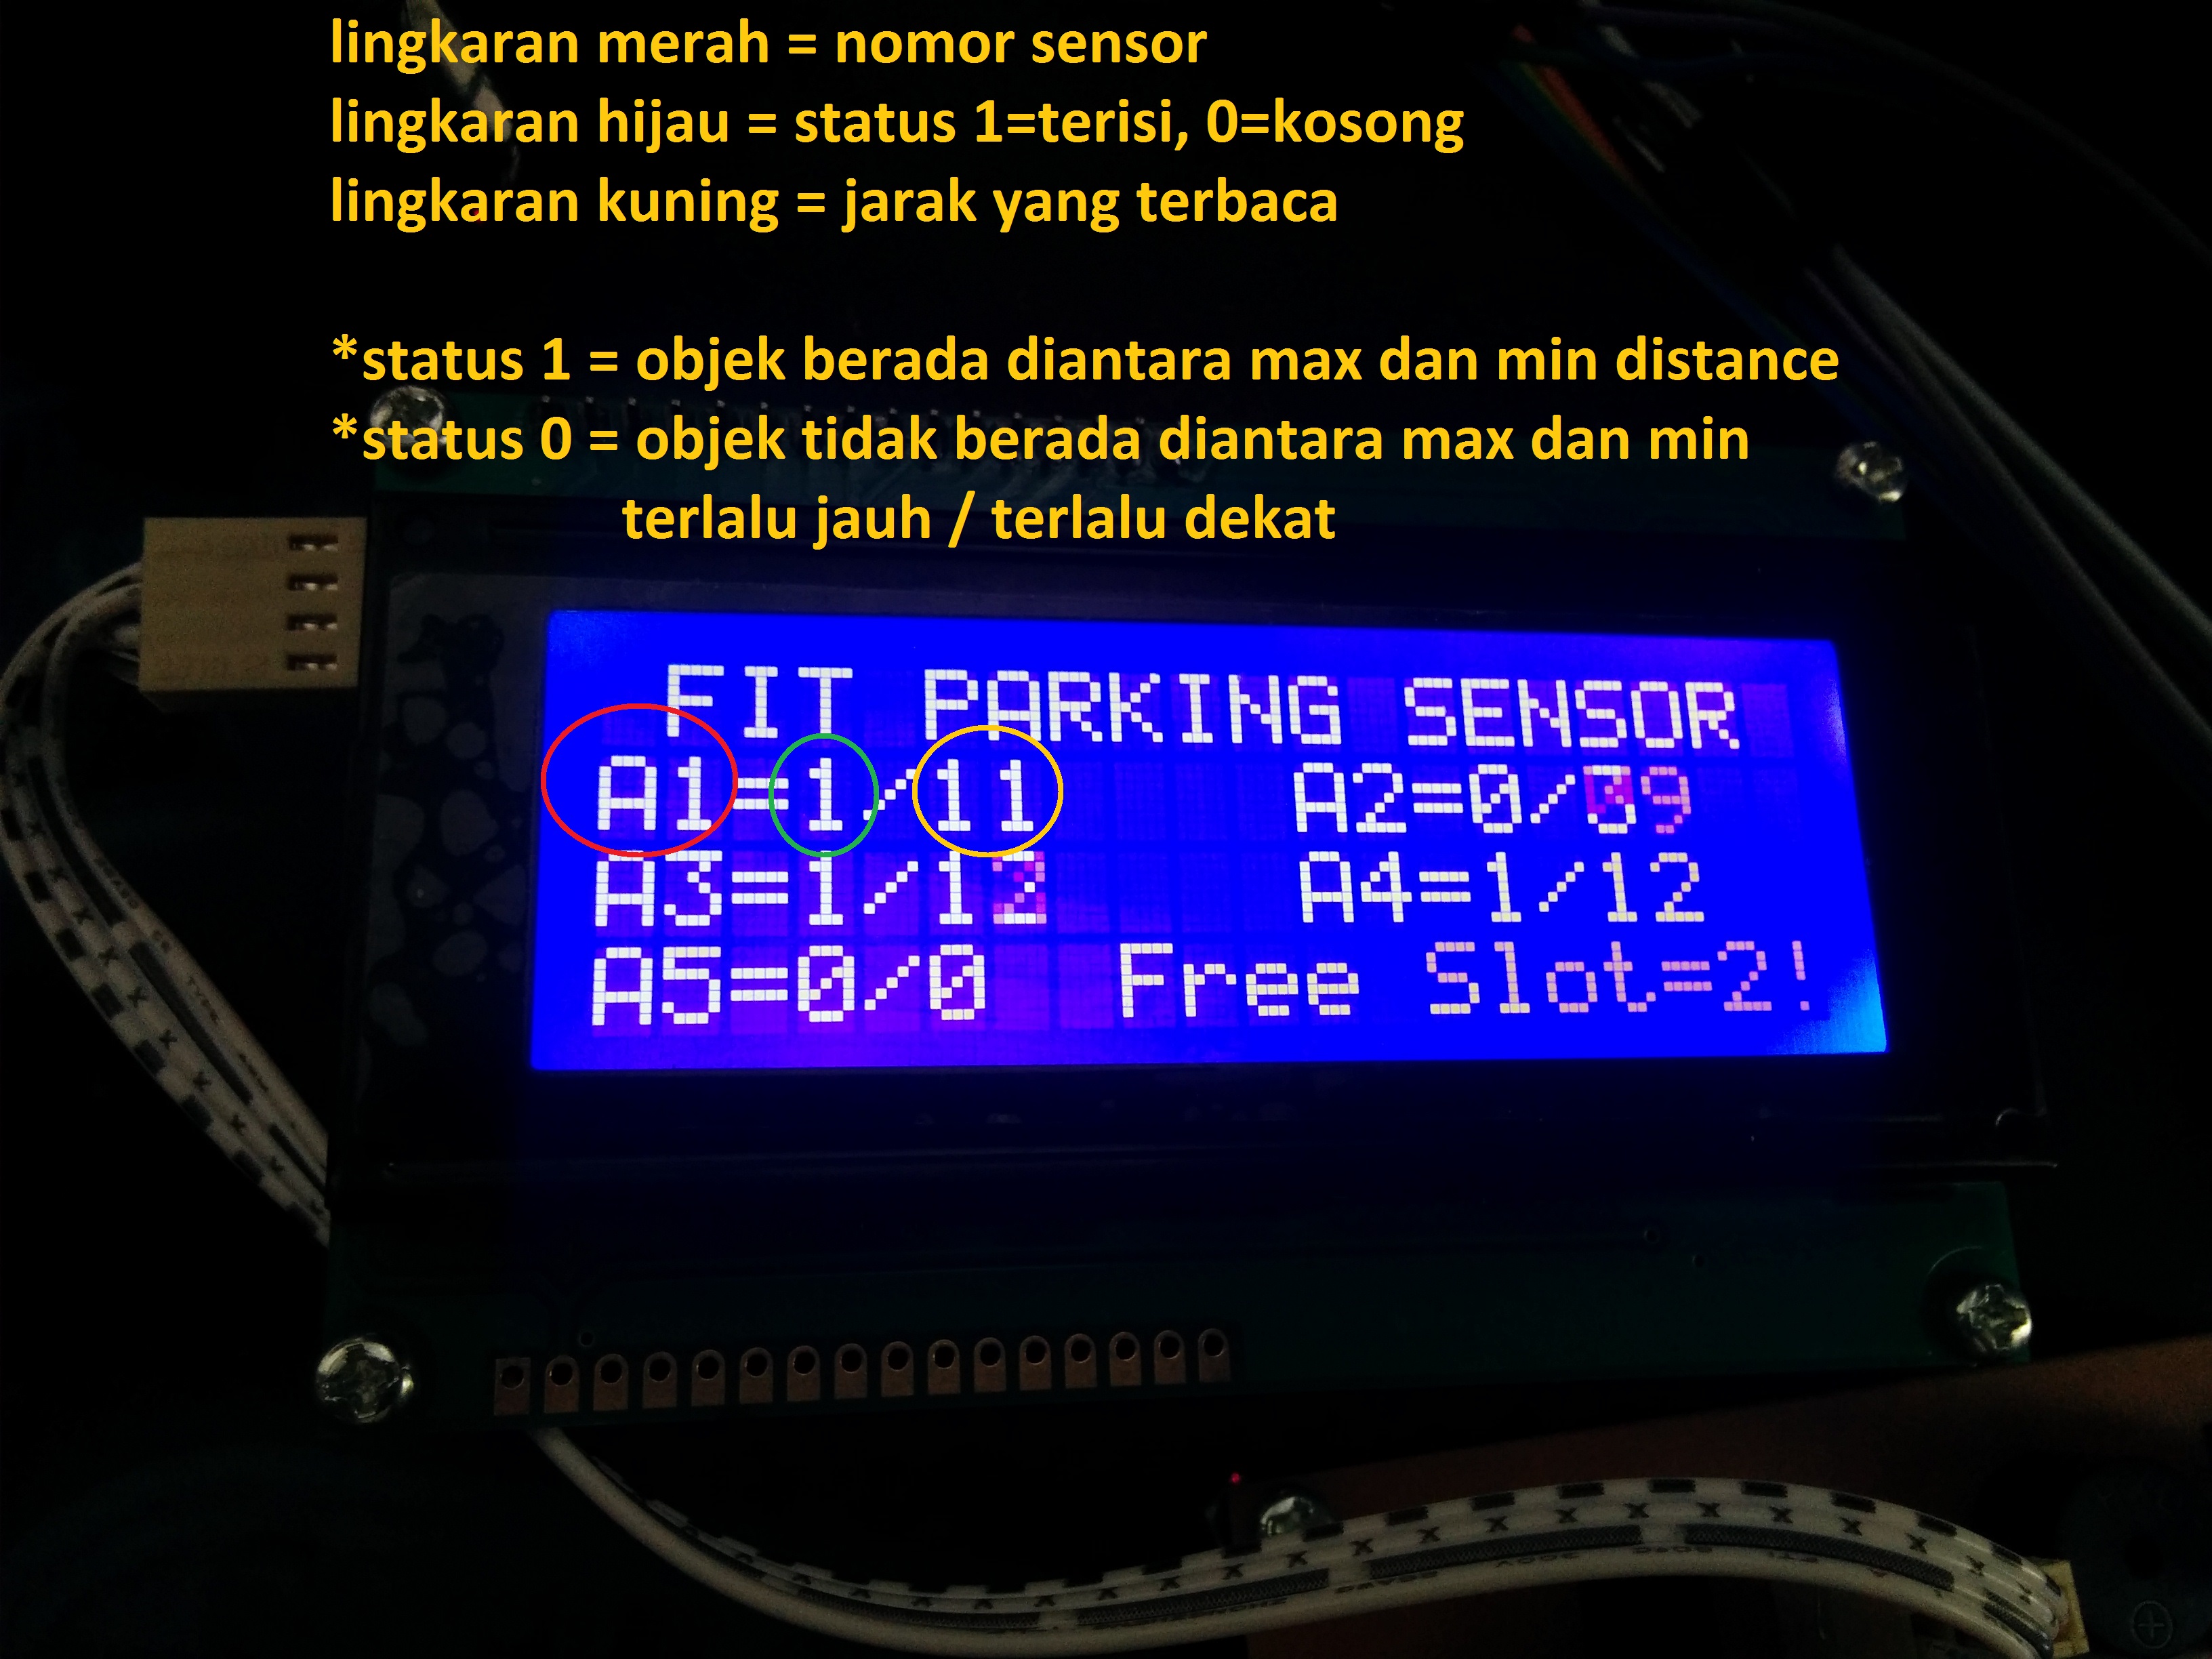 lingkaran merah = nomor sensor
lingkaran hijau = status 1=terisi, 0=kosong
lingkaran kuning = jarak yang terbaca
*status 1 = objek berada diantara max dan min distance
*status 0 = objek tidak berada diantara max dan min
terlalu jauh / terlalu dekat
FIT PARKING SENSOR
A1=1/11 A2=0/
A3=1/12 A4=1/12
A5=0/0 Free Slot=2!